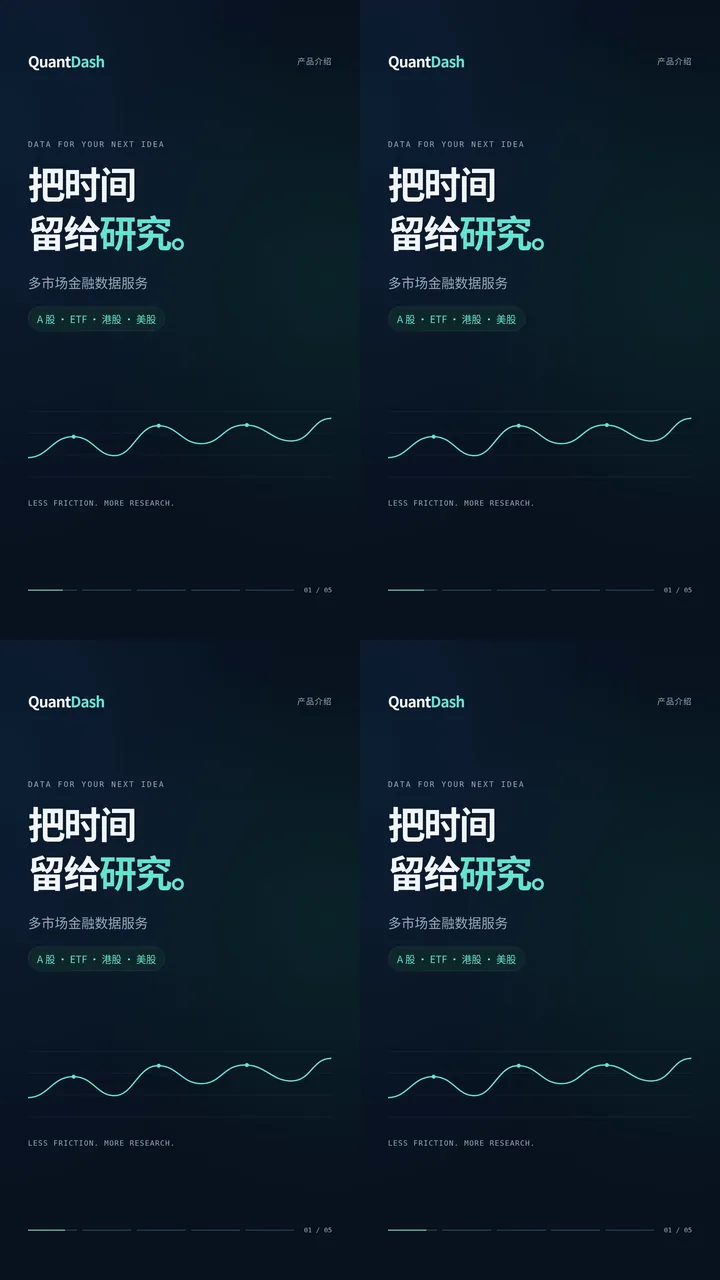 QuantDash
产品介绍
DATA FOR YOUR NEXT IDEA
把时间
留给研究。
多市场金融数据服务
A 股 · ETF · 港股 · 美股
LESS FRICTION. MORE RESEARCH.
01 / 05
QuantDash
产品介绍
DATA FOR YOUR NEXT IDEA
把时间
留给研究。
多市场金融数据服务
A 股 · ETF · 港股 · 美股
LESS FRICTION. MORE RESEARCH.
01 / 05
QuantDash
产品介绍
DATA FOR YOUR NEXT IDEA
把时间
留给研究。
多市场金融数据服务
A 股 · ETF · 港股 · 美股
LESS FRICTION. MORE RESEARCH.
01 / 05
QuantDash
产品介绍
DATA FOR YOUR NEXT IDEA
把时间
留给研究。
多市场金融数据服务
A 股 · ETF · 港股 · 美股
LESS FRICTION. MORE RESEARCH.
01 / 05